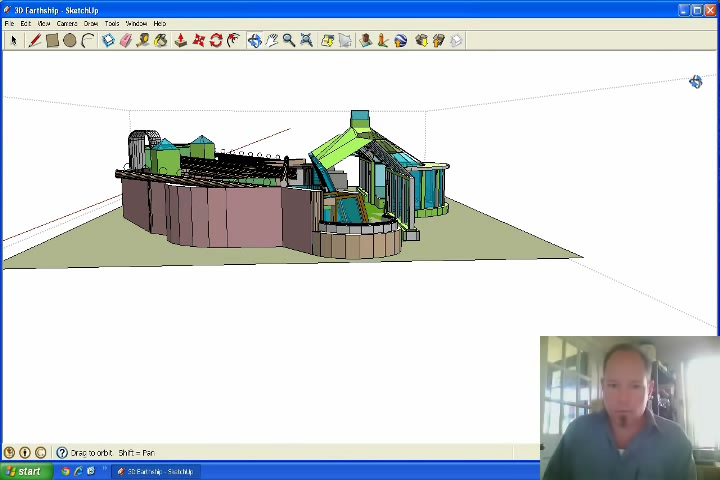 3D Earthship - SketchUp
File Edit View Camera Draw Tools Window Help
Drag to orbit. Shift = Pan
start
3D Earthship - SketchUp